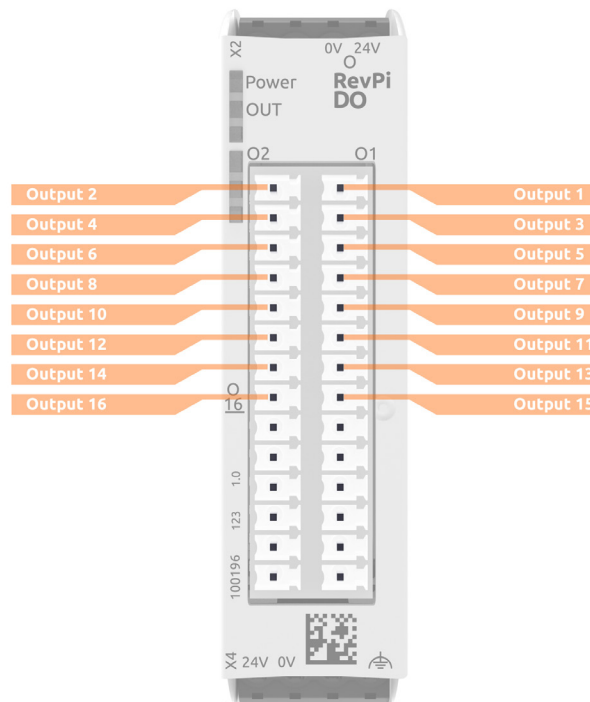 X2
0V 24V
O
Power
RevPi
OUT
DO
O2
O1
Output 2
Output 1
Output 4
Output 3
Output 6
Output 5
Output 8
Output 7
Output 10
Output 9
Output 12
Output 11
Output 14
Output 13
Output 16
Output 15
O
16
1.0
123
100196
X4
24V 0V